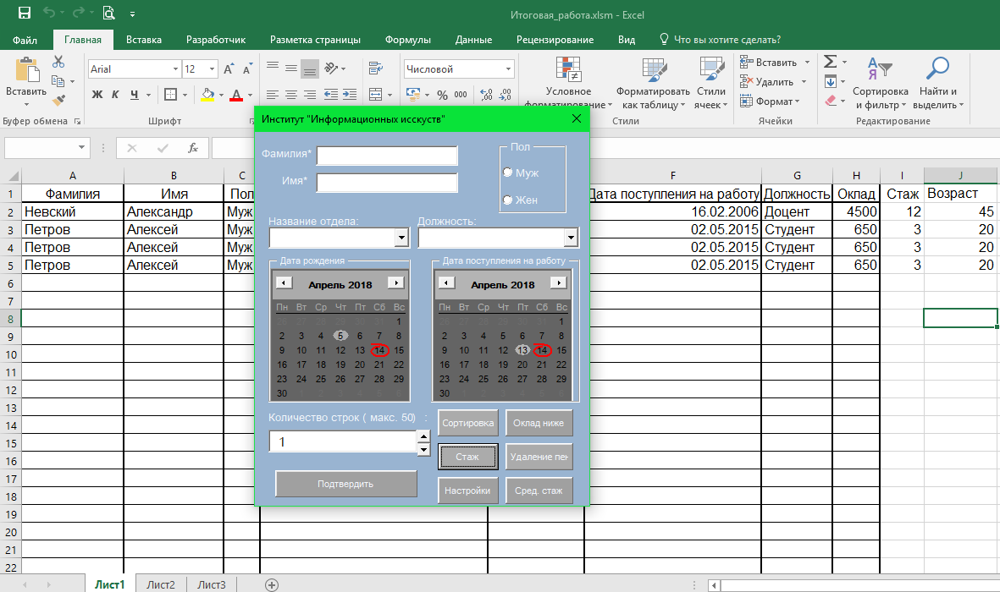 Итоговая_работа.xlsm - Excel
Файл Главная Вставка Разработчик Разметка страницы Формулы Данные Рецензирование Вид Что вы хотите сделать?
Вставить
Буфер обмена
Arial 12
Ж К Ч
Шрифт
Числовой
% 000
Условное
форматирование
Форматировать
как таблицу
Стили
ячеек
Стили
Вставить
Удалить
Формат
Ячейки
Сортировка
и фильтр
Найти и
выделить
Редактирование
fx
A B C F G H I J
1 Фамилия Имя Пол Дата поступления на работу Должность Оклад Стаж Возраст
2 Невский Александр Муж 16.02.2006 Доцент 4500 12 45
3 Петров Алексей Муж 02.05.2015 Студент 650 3 20
4 Петров Алексей Муж 02.05.2015 Студент 650 3 20
5 Петров Алексей Муж 02.05.2015 Студент 650 3 20
6
7
8
9
10
11
12
13
14
15
16
17
18
19
20
21
22
Институт "Информационных исскуств"
Фамилия*
Имя*
Пол
Муж
Жен
Название отдела:
Должность:
Дата рождения
Апрель 2018
Пн Вт Ср Чт Пт Сб Вс
26 27 28 29 30 31 1
2 3 4 5 6 7 8
9 10 11 12 13 14 15
16 17 18 19 20 21 22
23 24 25 26 27 28 29
30 1 2 3 4 5 6
Дата поступления на работу
Апрель 2018
Пн Вт Ср Чт Пт Сб Вс
26 27 28 29 30 31 1
2 3 4 5 6 7 8
9 10 11 12 13 14 15
16 17 18 19 20 21 22
23 24 25 26 27 28 29
30 1 2 3 4 5 6
Количество строк ( макс. 50) :
1
Подтвердить
Сортировка Оклад ниже
Стаж Удаление пен
Настройки Сред. стаж
Лист1 Лист2 Лист3